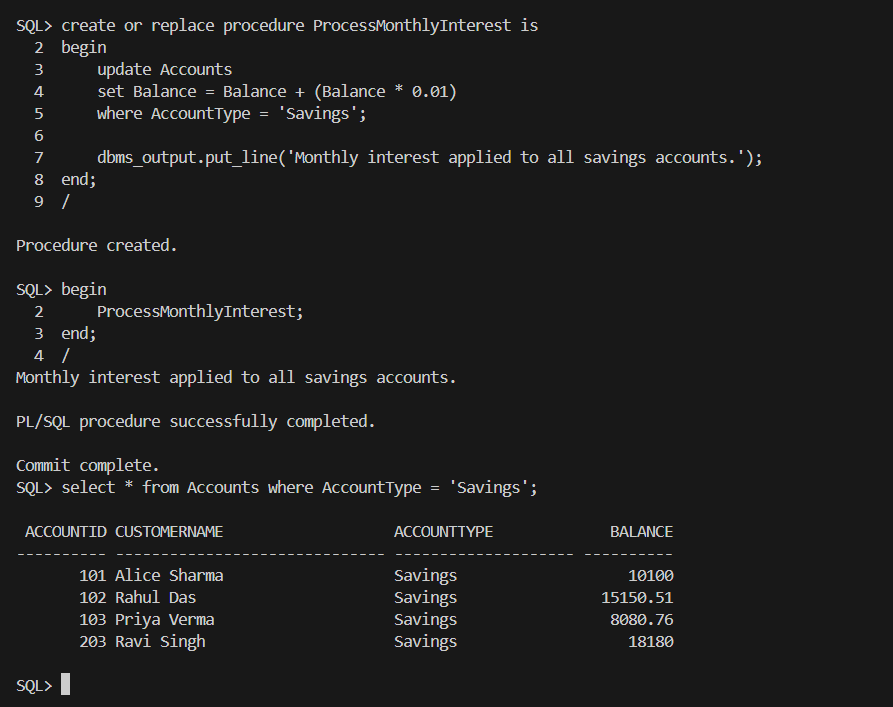 SQL> create or replace procedure ProcessMonthlyInterest is
  2  begin
  3      update Accounts
  4      set Balance = Balance + (Balance * 0.01)
  5      where AccountType = 'Savings';
  6
  7      dbms_output.put_line('Monthly interest applied to all savings accounts.');
  8  end;
  9  /
Procedure created.
SQL> begin
  2      ProcessMonthlyInterest;
  3  end;
  4  /
Monthly interest applied to all savings accounts.
PL/SQL procedure successfully completed.
Commit complete.
SQL> select * from Accounts where AccountType = 'Savings';
 ACCOUNTID CUSTOMERNAME                   ACCOUNTTYPE             BALANCE
---------- ------------------------------ -------------------- ----------
       101 Alice Sharma                   Savings                   10100
       102 Rahul Das                      Savings                15150.51
       103 Priya Verma                    Savings                 8080.76
       203 Ravi Singh                     Savings                   18180
SQL>